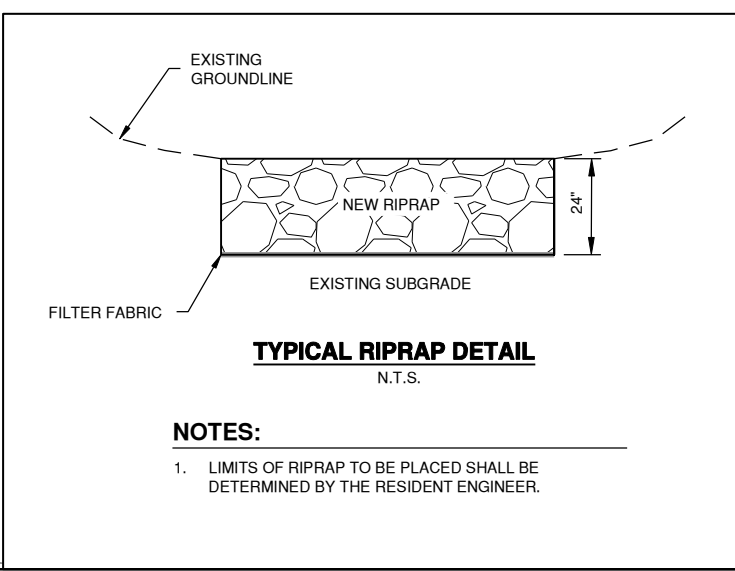 EXISTING
GROUNDLINE
NEW RIPRAP
24"
EXISTING SUBGRADE
FILTER FABRIC
TYPICAL RIPRAP DETAIL
N.T.S.
NOTES:
1. LIMITS OF RIPRAP TO BE PLACED SHALL BE
DETERMINED BY THE RESIDENT ENGINEER.